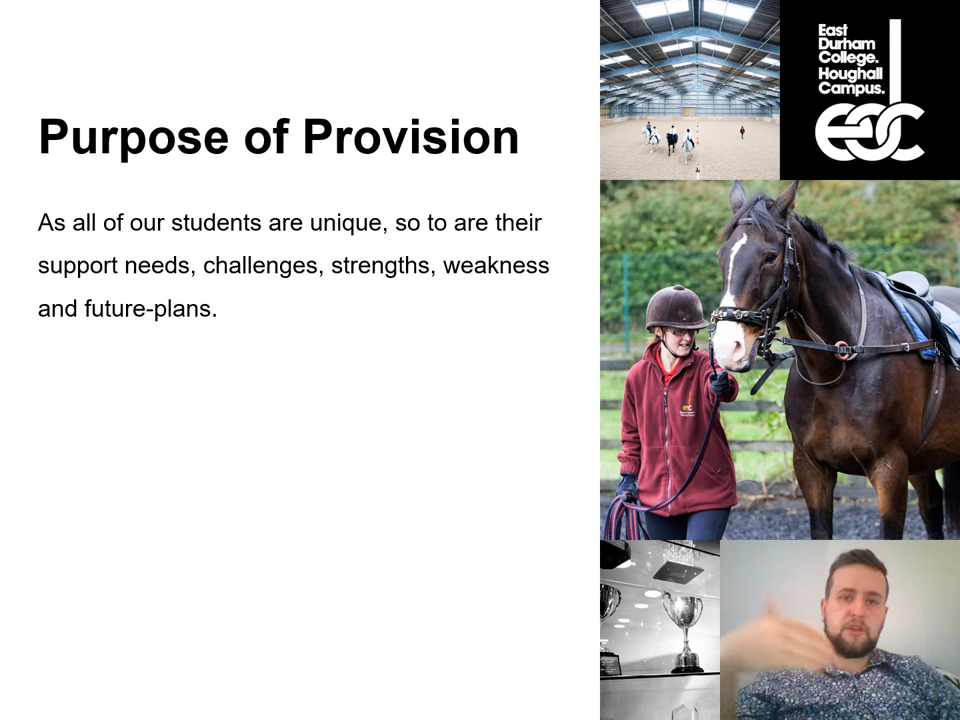 Purpose of Provision
As all of our students are unique, so to are their
support needs, challenges, strengths, weakness
and future-plans.
East
Durham
College.
Houghall
Campus.
edc
edc